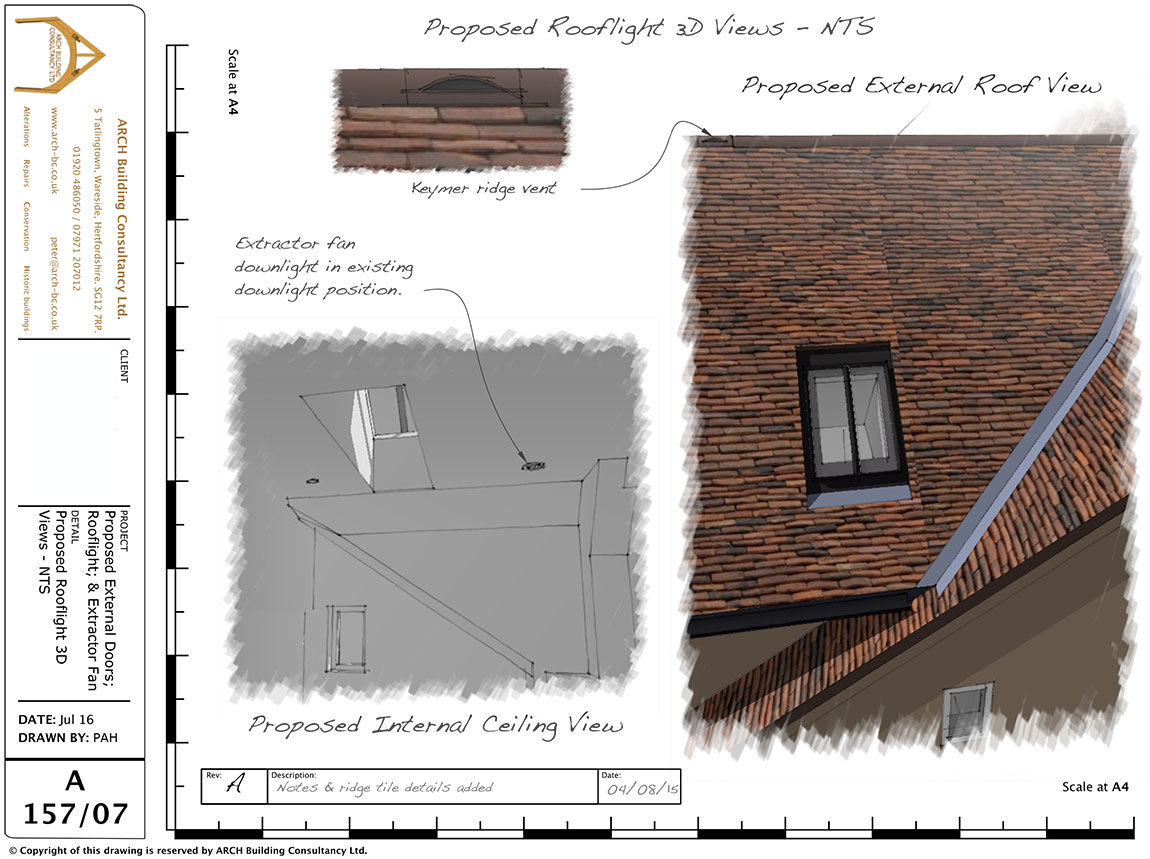 Proposed Rooflight 3D Views - NTS
Scale at A4
Proposed External Roof View
Keymer ridge vent
Extractor fan
downlight in existing
downlight position.
Proposed Internal Ceiling View
Rev:
A
Description:
Notes & ridge tile details added
Date:
04/08/15
Scale at A4
ARCH BUILDING
CONSULTANCY LTD
ARCH Building Consultancy Ltd.
5 Tatlingtown, Wareside, Hertfordshire. SG12 7RP.
01920 486050 / 07971 207012
www.arch-bc.co.uk peter@arch-bc.co.uk
Alterations Repairs Conservation Historic buildings
CLIENT
PROJECT
Proposed External Doors;
Rooflight; & Extractor Fan
DETAIL
Proposed Rooflight 3D
Views - NTS
DATE: Jul 16
DRAWN BY: PAH
A
157/07
© Copyright of this drawing is reserved by ARCH Building Consultancy Ltd.